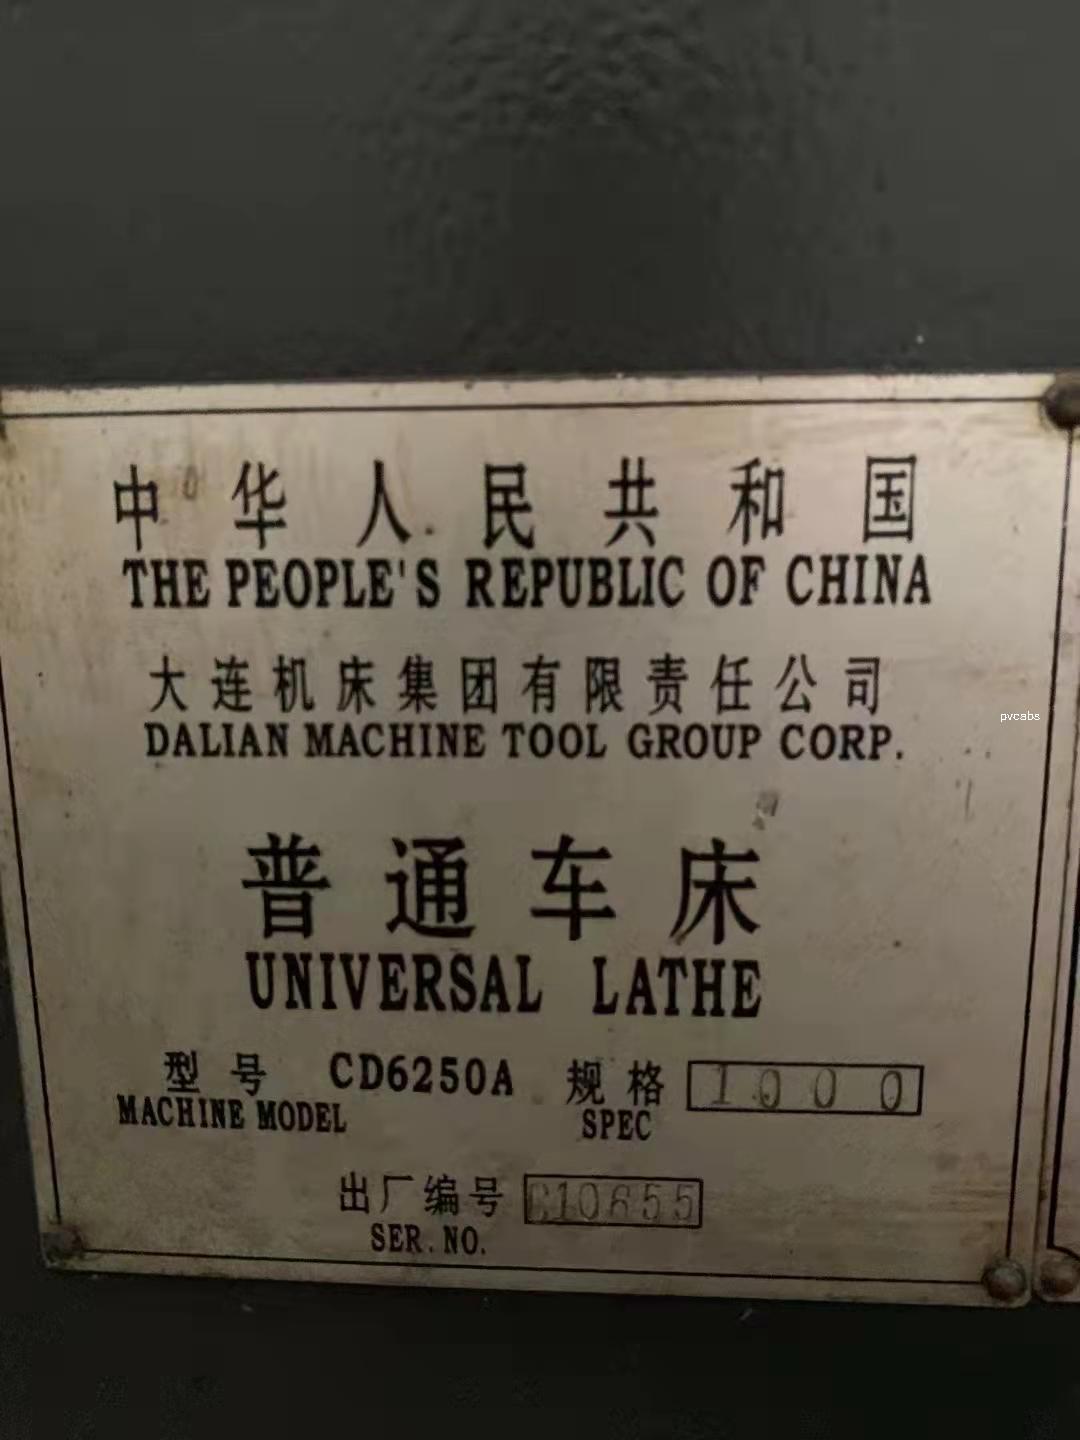 中华人民共和国
THE PEOPLE'S REPUBLIC OF CHINA
大连机床集团有限责任公司
DALIAN MACHINE TOOL GROUP CORP.
pvcabs
普通车床
UNIVERSAL LATHE
型号 CD6250A 规格 1000
MACHINE MODEL SPEC
出厂编号
SER. NO.